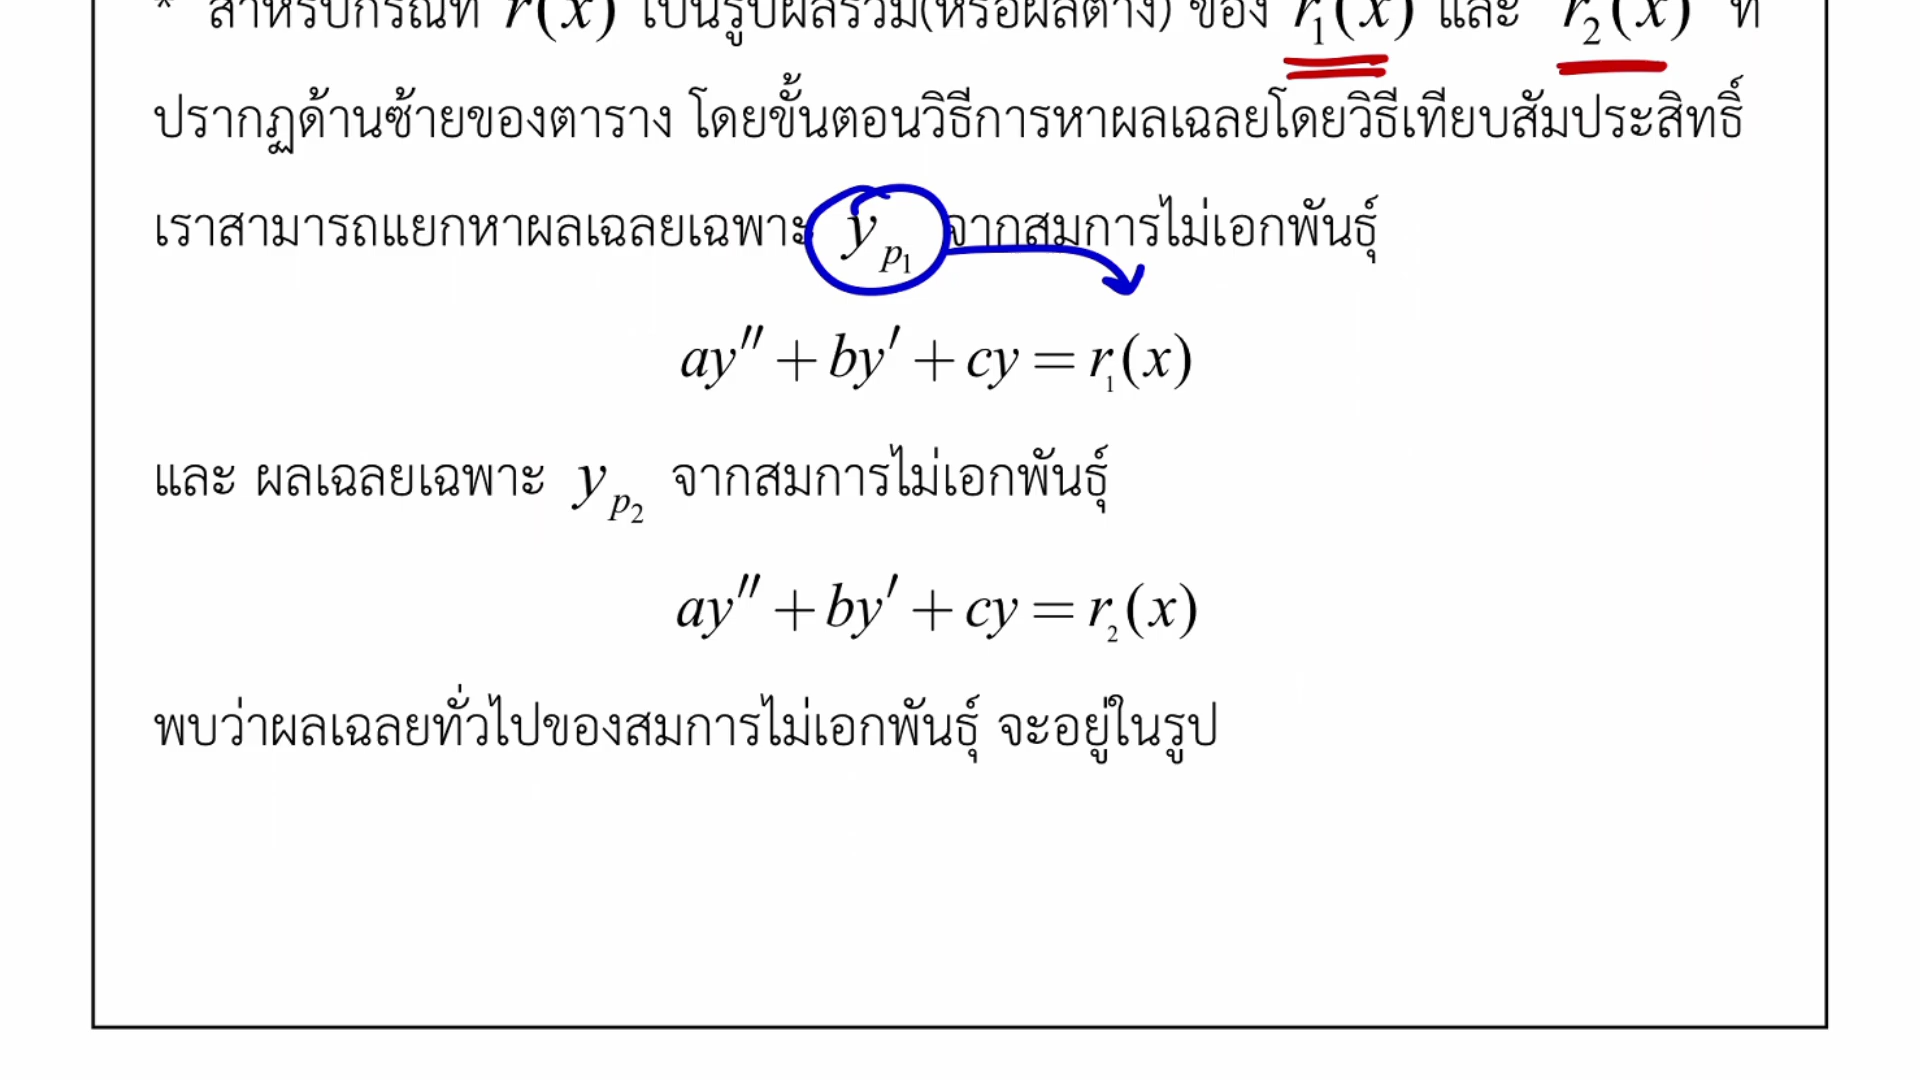 * สำหรับกรณีที่ r(x) เป็นรูปผลรวม(หรือผลต่าง) ของ r₁(x) และ r₂(x) ที่
ปรากฏด้านซ้ายของตาราง โดยขั้นตอนวิธีการหาผลเฉลยโดยวิธีเทียบสัมประสิทธิ์
เราสามารถแยกหาผลเฉลยเฉพาะ y_{p₁} จากสมการไม่เอกพันธุ์
ay″ + by′ + cy = r₁(x)
และ ผลเฉลยเฉพาะ y_{p₂} จากสมการไม่เอกพันธุ์
ay″ + by′ + cy = r₂(x)
พบว่าผลเฉลยทั่วไปของสมการไม่เอกพันธุ์ จะอยู่ในรูป